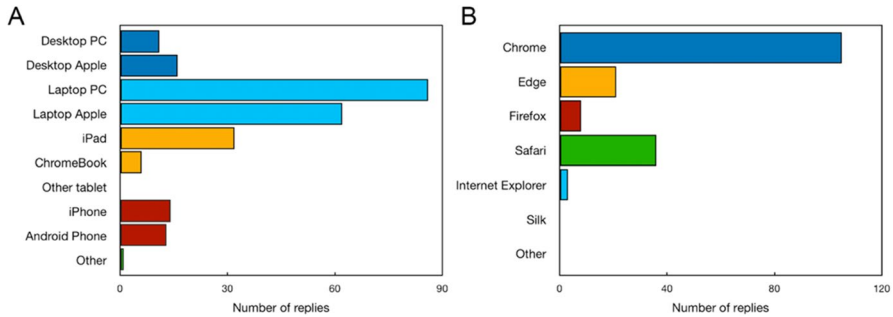 A
Desktop PC
Desktop Apple
Laptop PC
Laptop Apple
iPad
ChromeBook
Other tablet
iPhone
Android Phone
Other
0 30 60 90
Number of replies
B
Chrome
Edge
Firefox
Safari
Internet Explorer
Silk
Other
0 40 80 120
Number of replies